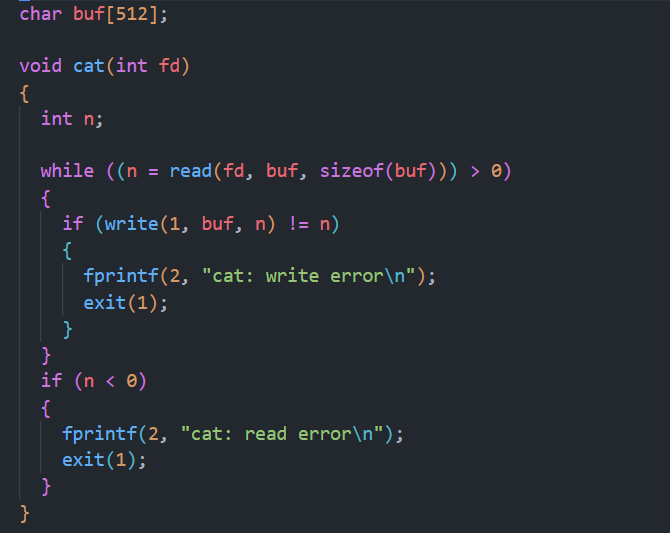 char buf[512];
void cat(int fd)
{
int n;
while ((n = read(fd, buf, sizeof(buf))) > 0)
{
if (write(1, buf, n) != n)
{
fprintf(2, "cat: write error\n");
exit(1);
}
}
if (n < 0)
{
fprintf(2, "cat: read error\n");
exit(1);
}
}